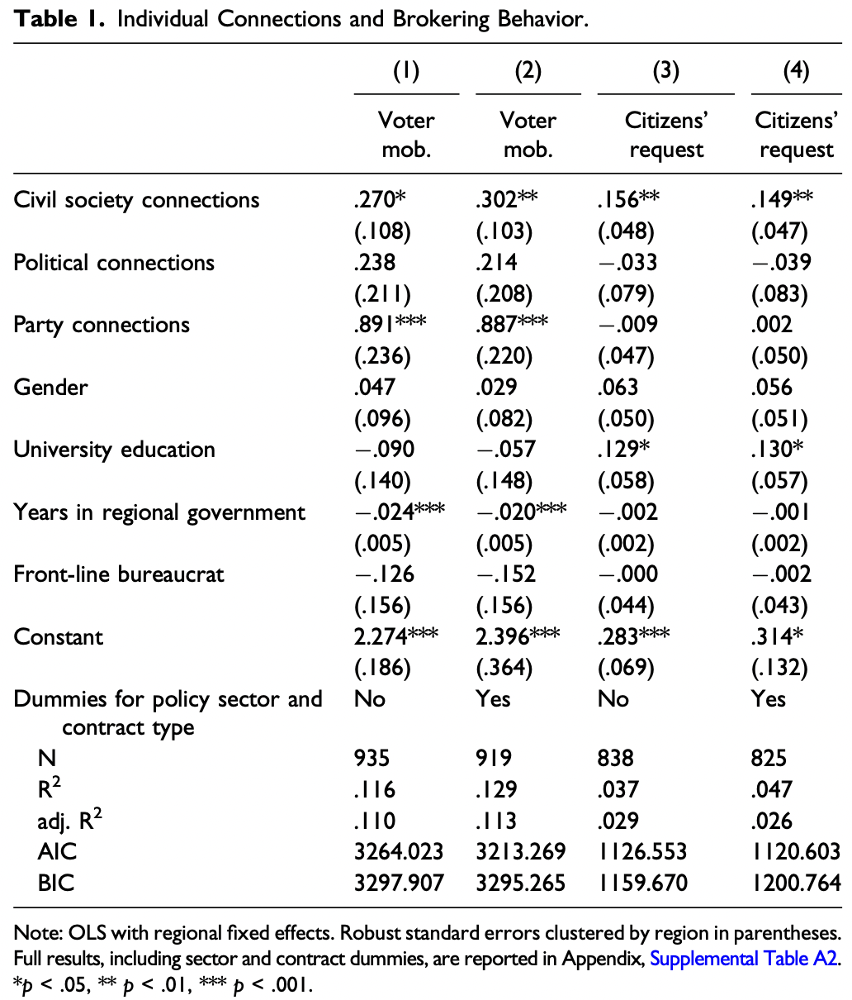 Table 1. Individual Connections and Brokering Behavior.
(1) (2) (3) (4)
Voter mob. Voter mob. Citizens’ request Citizens’ request
Civil society connections .270* .302** .156** .149**
(.108) (.103) (.048) (.047)
Political connections .238 .214 −.033 −.039
(.211) (.208) (.079) (.083)
Party connections .891*** .887*** −.009 .002
(.236) (.220) (.047) (.050)
Gender .047 .029 .063 .056
(.096) (.082) (.050) (.051)
University education −.090 −.057 .129* .130*
(.140) (.148) (.058) (.057)
Years in regional government −.024*** −.020*** −.002 −.001
(.005) (.005) (.002) (.002)
Front-line bureaucrat −.126 −.152 −.000 −.002
(.156) (.156) (.044) (.043)
Constant 2.274*** 2.396*** .283*** .314*
(.186) (.364) (.069) (.132)
Dummies for policy sector and No Yes No Yes
contract type
N 935 919 838 825
R2 .116 .129 .037 .047
adj. R2 .110 .113 .029 .026
AIC 3264.023 3213.269 1126.553 1120.603
BIC 3297.907 3295.265 1159.670 1200.764
Note: OLS with regional fixed effects. Robust standard errors clustered by region in parentheses.
Full results, including sector and contract dummies, are reported in Appendix, Supplemental Table A2.
*p < .05, ** p < .01, *** p < .001.